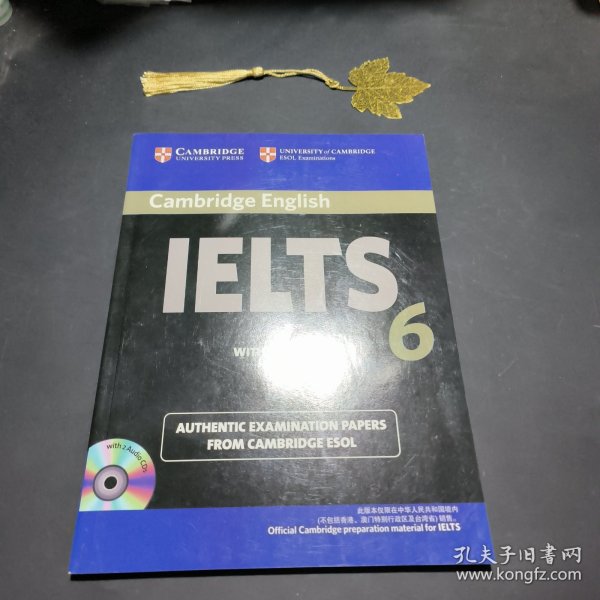 CAMBRIDGE
UNIVERSITY PRESS
UNIVERSITY of CAMBRIDGE
ESOL Examinations
Cambridge English
IELTS
6
AUTHENTIC EXAMINATION PAPERS
FROM CAMBRIDGE ESOL
with 2 Audio CDs
此版本仅限在中华人民共和国境内
(不包括香港、澳门特别行政区及台湾省)销售。
Official Cambridge preparation material for IELTS
孔夫子旧书网
www.kongfz.com